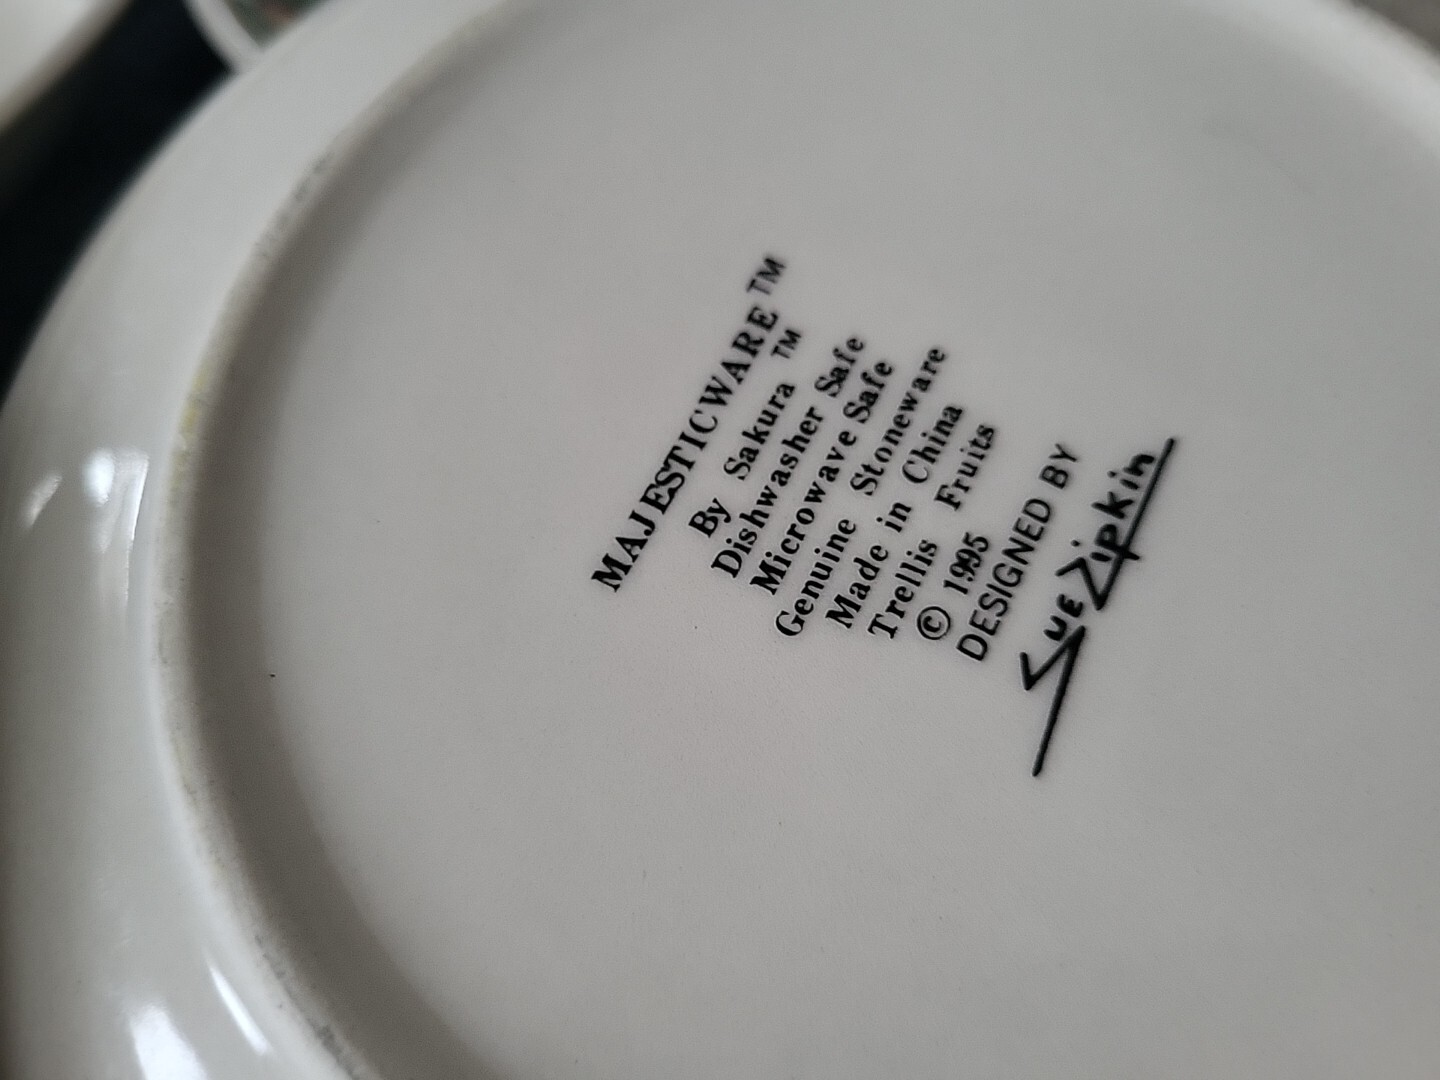 MAJESTICWARE™
By Sakura ™
Dishwasher Safe
Microwave Safe
Genuine Stoneware
Made in China
Trellis Fruits
© 1995
DESIGNED BY
Sue Zipkin